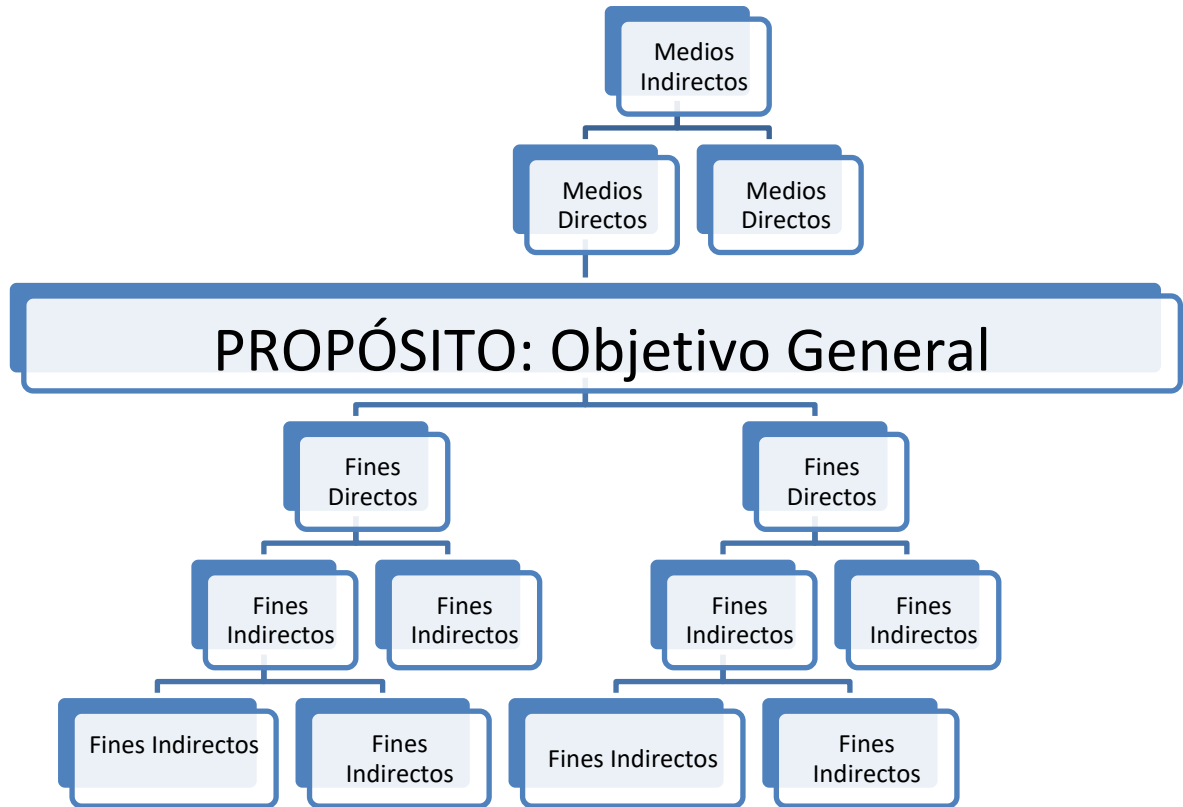 Medios
Indirectos
Medios
Directos
Medios
Directos
PROPÓSITO: Objetivo General
Fines
Directos
Fines
Directos
Fines
Indirectos
Fines
Indirectos
Fines
Indirectos
Fines
Indirectos
Fines Indirectos
Fines
Indirectos
Fines Indirectos
Fines
Indirectos